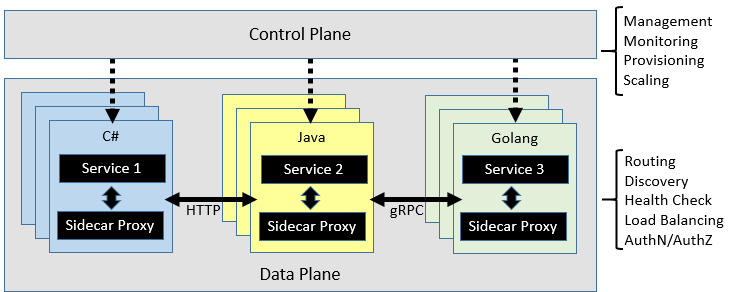 Control Plane
Management
Monitoring
Provisioning
Scaling
C#
Service 1
Sidecar Proxy
HTTP
Java
Service 2
Sidecar Proxy
gRPC
Golang
Service 3
Sidecar Proxy
Data Plane
Routing
Discovery
Health Check
Load Balancing
AuthN/AuthZ